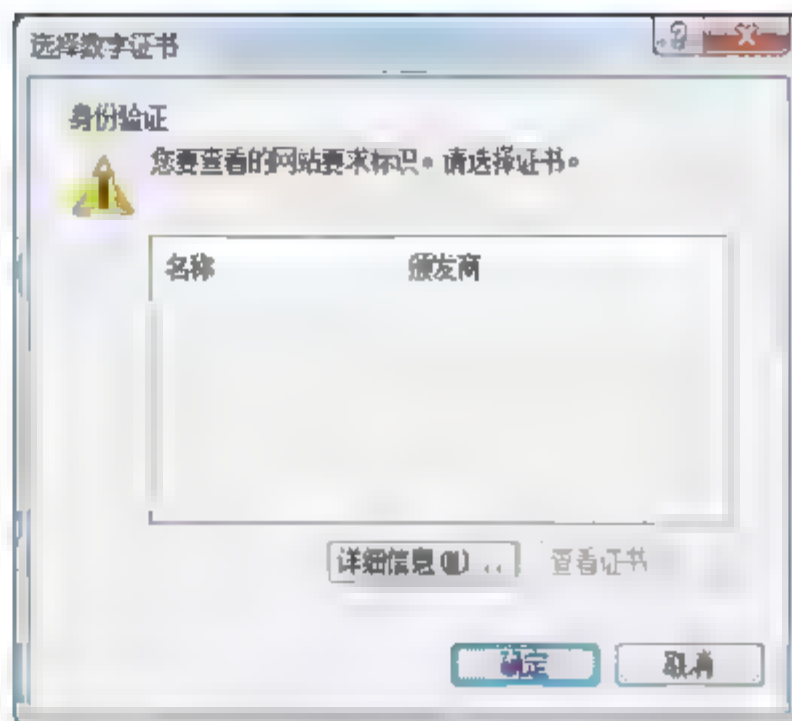 选择数字证书
身份验证
您要查看的网站要求标识。请选择证书。
名称 颁发商
详细信息(M)...
查看证书
确定 取消